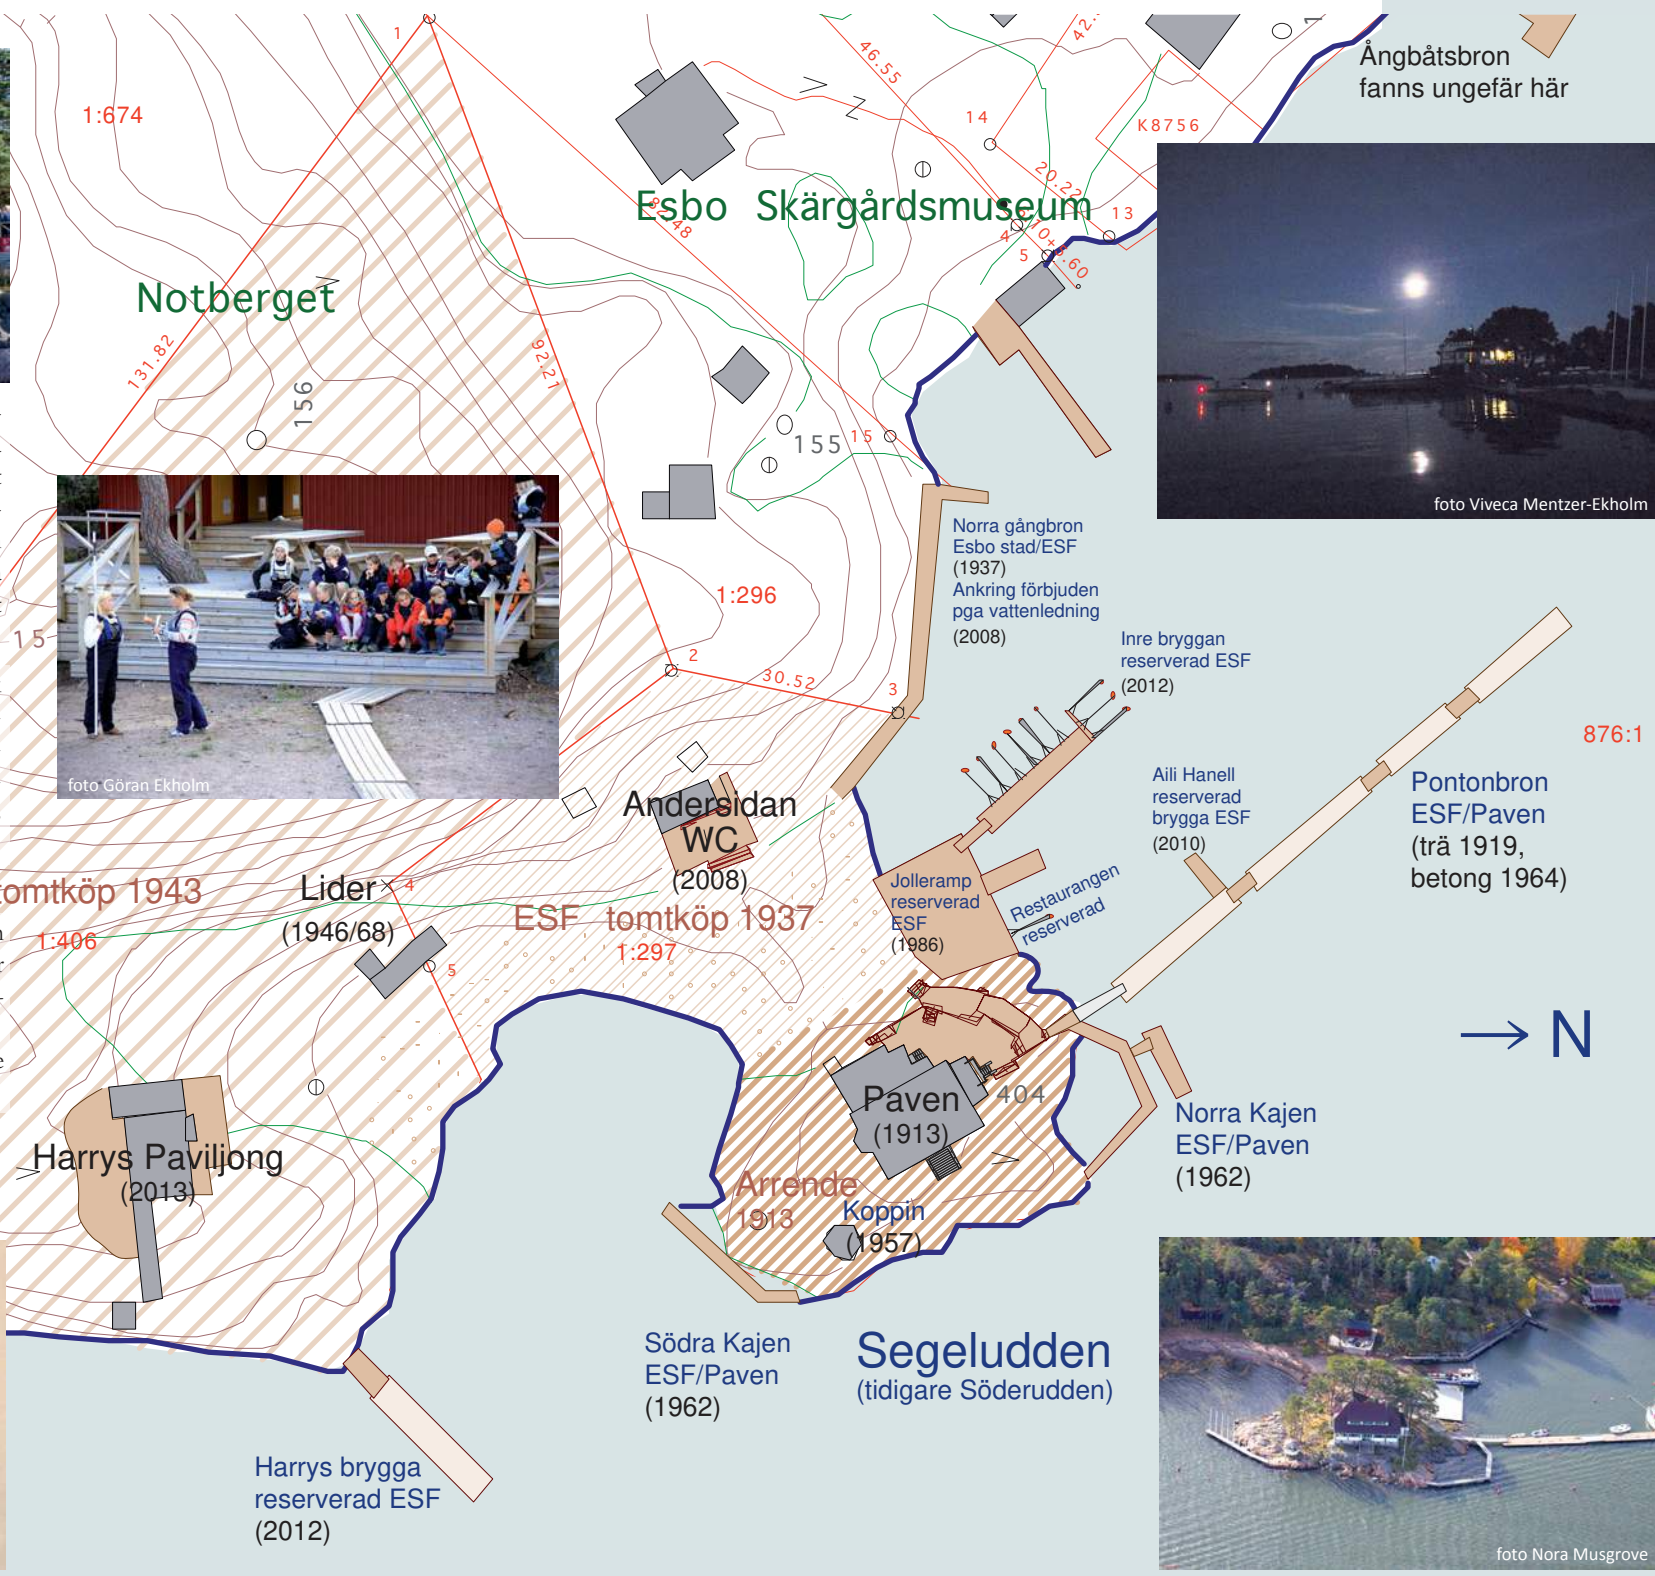 1
46.55
42.
Ångbåtsbron
fanns ungefär här
1:674
14
K8756
20.22
Esbo Skärgårdsmuseum
82.48
13
4
5
Notberget
131.82
92.21
156
155
15
foto Viveca Mentzer-Ekholm
Norra gångbron
Esbo stad/ESF
(1937)
Ankring förbjuden
pga vattenledning
(2008)
1:296
15
2
30.52
3
Inre bryggan
reserverad ESF
(2012)
876:1
foto Göran Ekholm
Andersidan
WC
(2008)
Aili Hanell
reserverad
brygga ESF
(2010)
Pontonbron
ESF/Paven
(trä 1919,
betong 1964)
tomtköp 1943
1:406
Lider
(1946/68)
4
5
ESF tomtköp 1937
1:297
Jolleramp
reserverad
ESF
(1986)
Restaurangen
reserverad
→ N
Paven
(1913)
404
Norra Kajen
ESF/Paven
(1962)
Harrys Paviljong
(2013)
Arrende
1913
Koppin
(1957)
Södra Kajen
ESF/Paven
(1962)
Segeludden
(tidigare Söderudden)
Harrys brygga
reserverad ESF
(2012)
foto Nora Musgrove